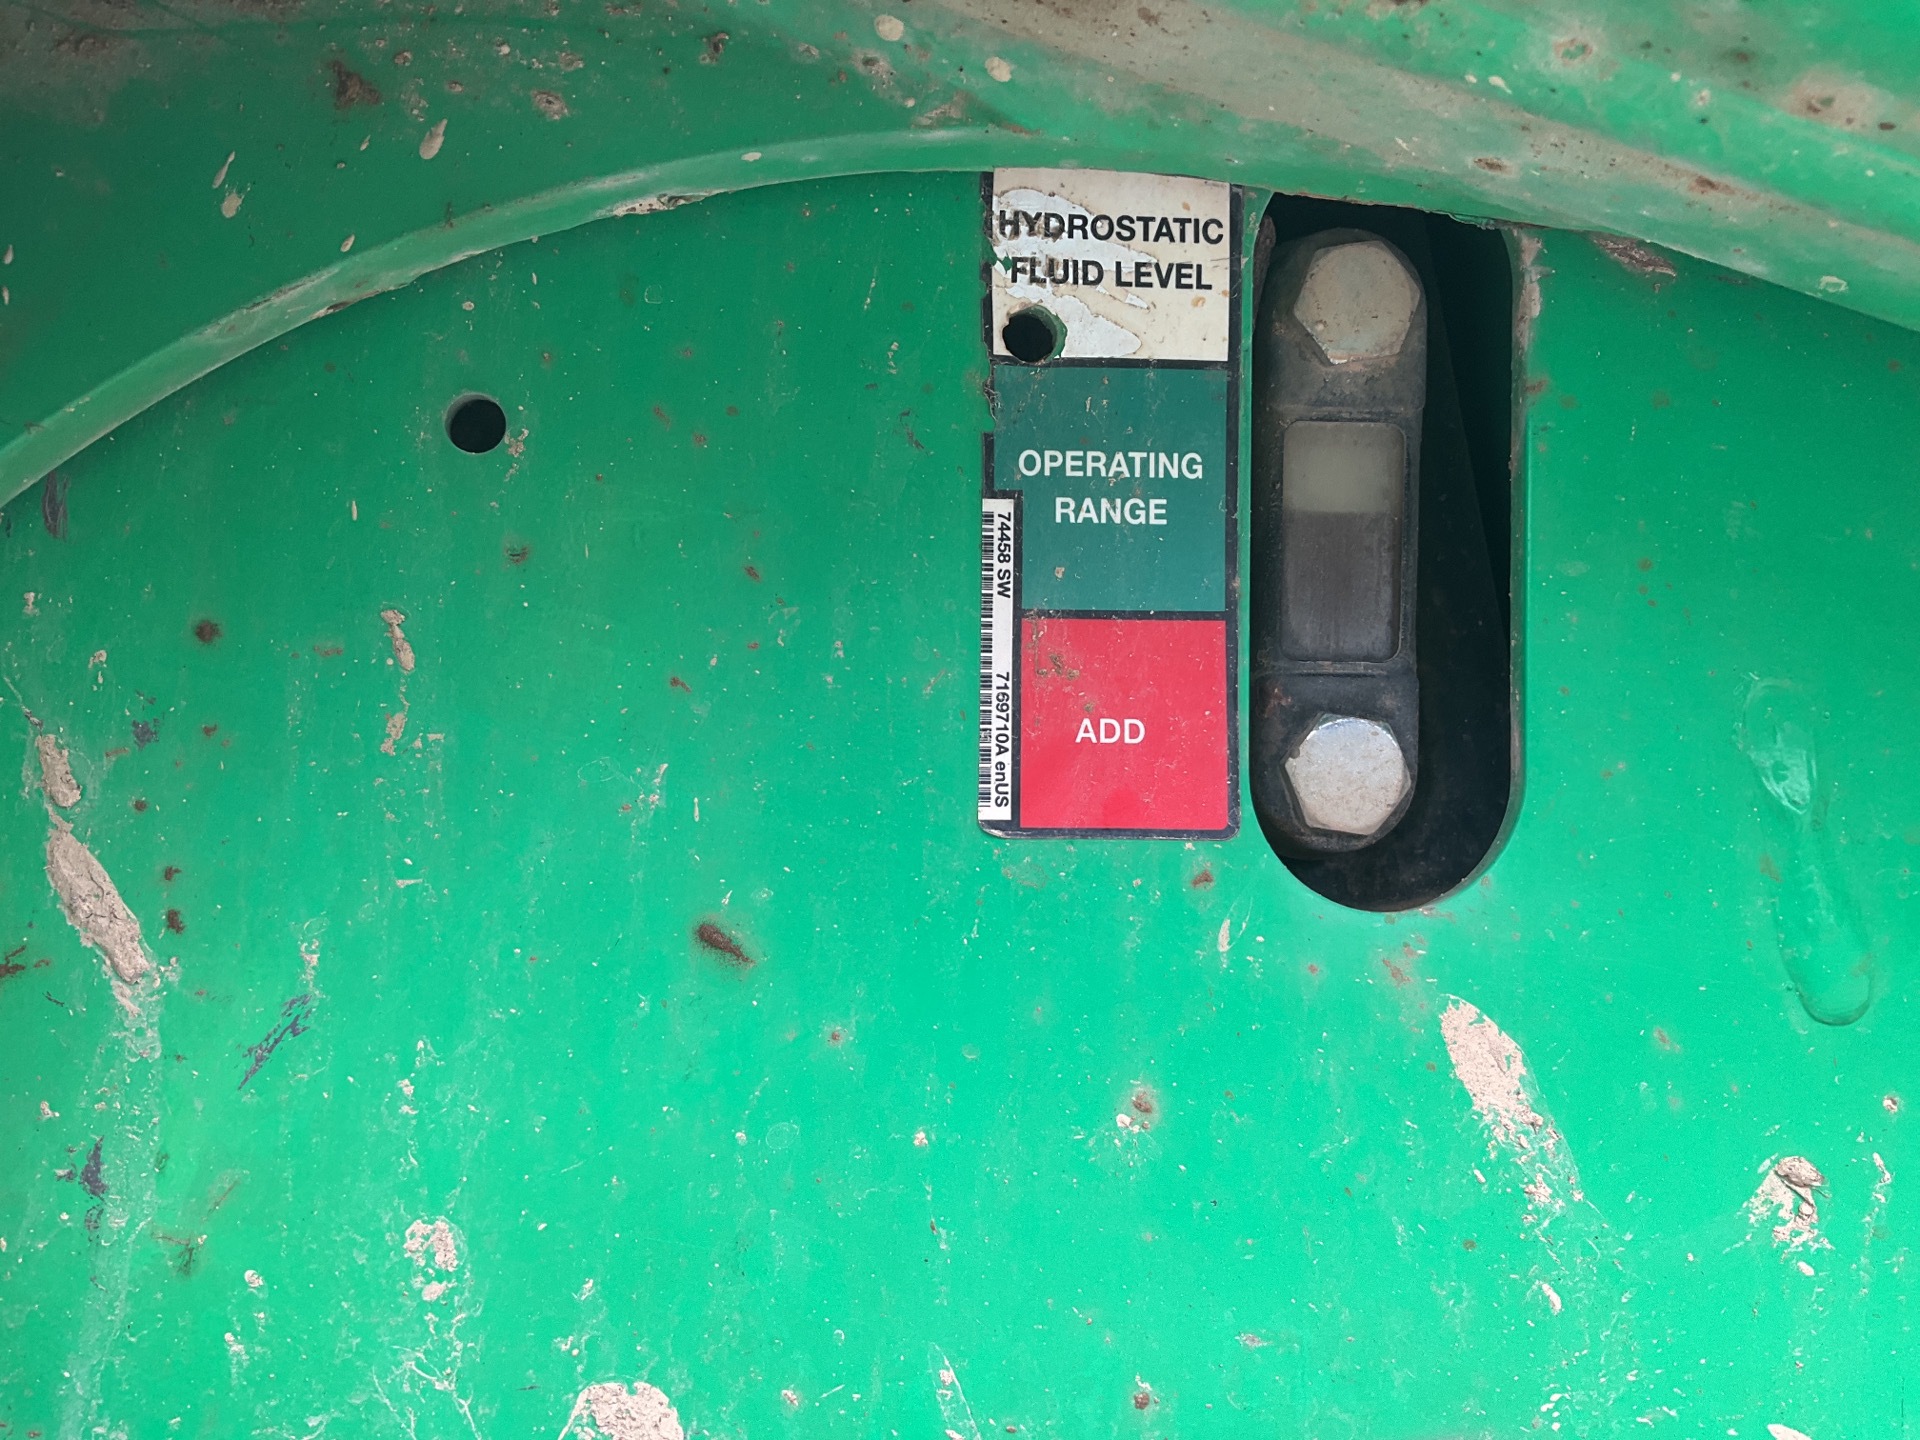 HYDROSTATIC
FLUID LEVEL
OPERATING
RANGE
74458 SW
7169710A enUS
ADD